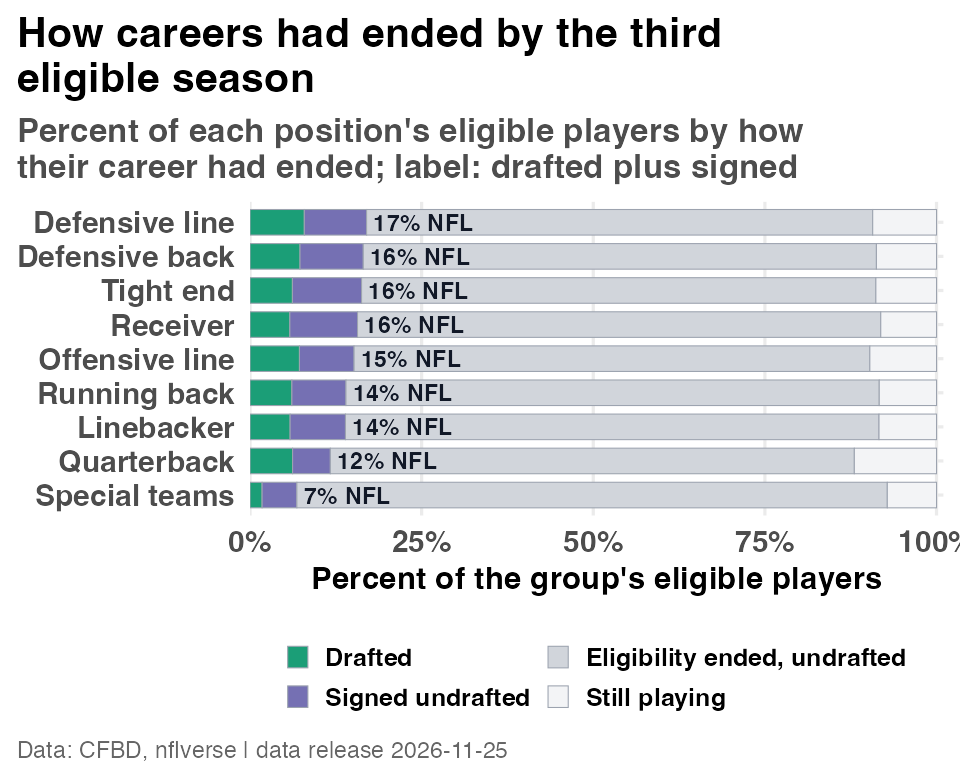 How careers had ended by the third
eligible season
Percent of each position's eligible players by how
their career had ended; label: drafted plus signed
Defensive line 17% NFL
Defensive back 16% NFL
Tight end 16% NFL
Receiver 16% NFL
Offensive line 15% NFL
Running back 14% NFL
Linebacker 14% NFL
Quarterback 12% NFL
Special teams 7% NFL
0% 25% 50% 75% 100%
Percent of the group's eligible players
Drafted Eligibility ended, undrafted
Signed undrafted Still playing
Data: CFBD, nflverse | data release 2026-11-25